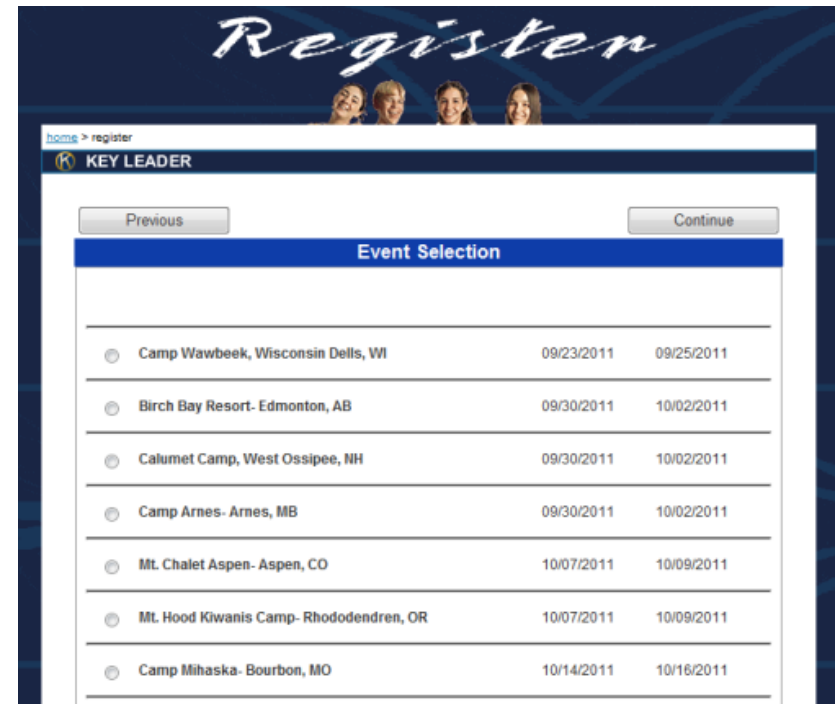 Register
home > register
K KEY LEADER
Previous Continue
Event Selection
Camp Wawbeek, Wisconsin Dells, WI 09/23/2011 09/25/2011
Birch Bay Resort- Edmonton, AB 09/30/2011 10/02/2011
Calumet Camp, West Ossipee, NH 09/30/2011 10/02/2011
Camp Arnes- Arnes, MB 09/30/2011 10/02/2011
Mt. Chalet Aspen- Aspen, CO 10/07/2011 10/09/2011
Mt. Hood Kiwanis Camp- Rhododendren, OR 10/07/2011 10/09/2011
Camp Mihaska- Bourbon, MO 10/14/2011 10/16/2011